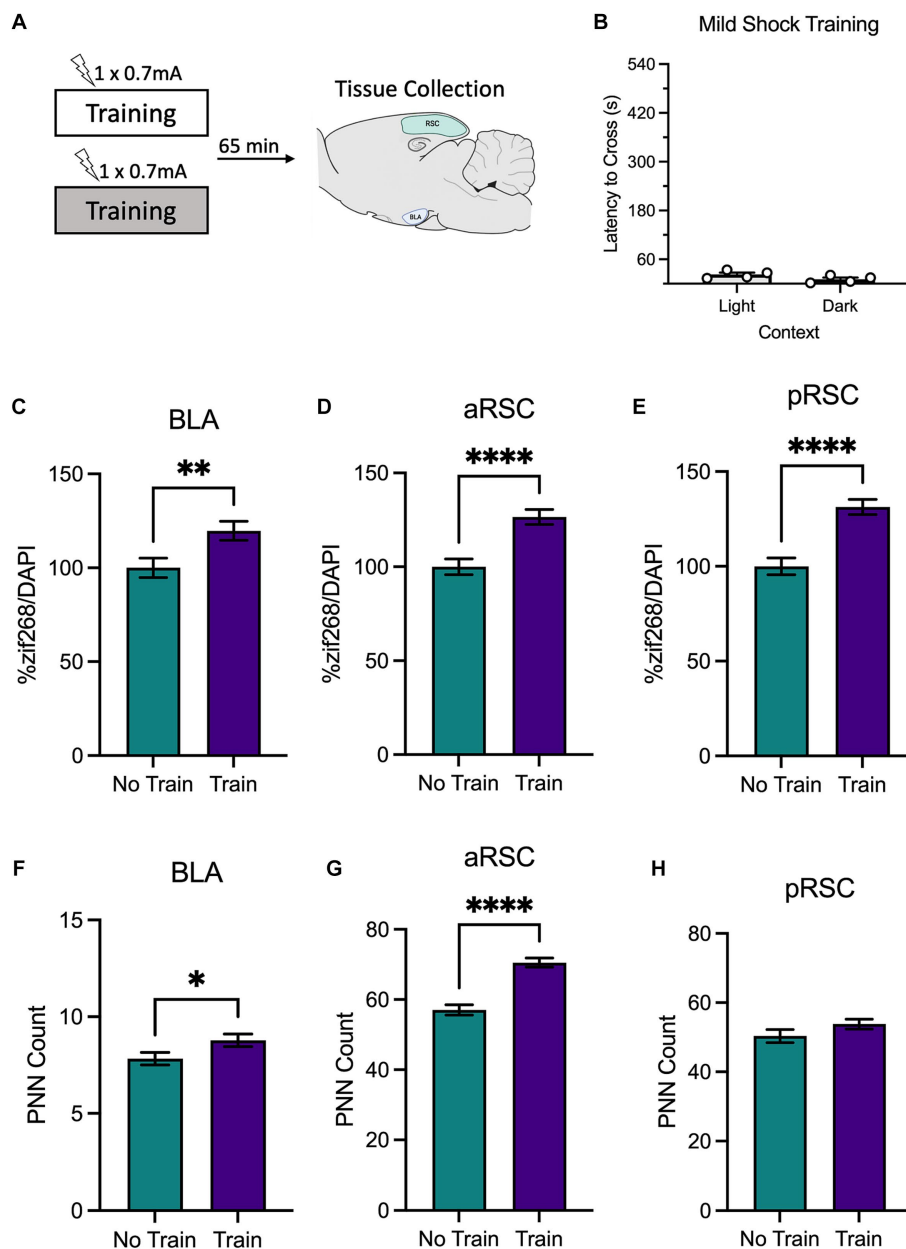 A
1 x 0.7mA
Training
1 x 0.7mA
Training
65 min
Tissue Collection
RSC
BLA
B
Mild Shock Training
Latency to Cross (s)
540
420
300
180
60
Light
Dark
Context
C
BLA
**
%zif268/DAPI
150
100
50
0
No Train
Train
D
aRSC
****
%zif268/DAPI
150
100
50
0
No Train
Train
E
pRSC
****
%zif268/DAPI
150
100
50
0
No Train
Train
F
BLA
*
PNN Count
15
10
5
0
No Train
Train
G
aRSC
****
PNN Count
80
60
40
20
0
No Train
Train
H
pRSC
PNN Count
80
60
40
20
0
No Train
Train